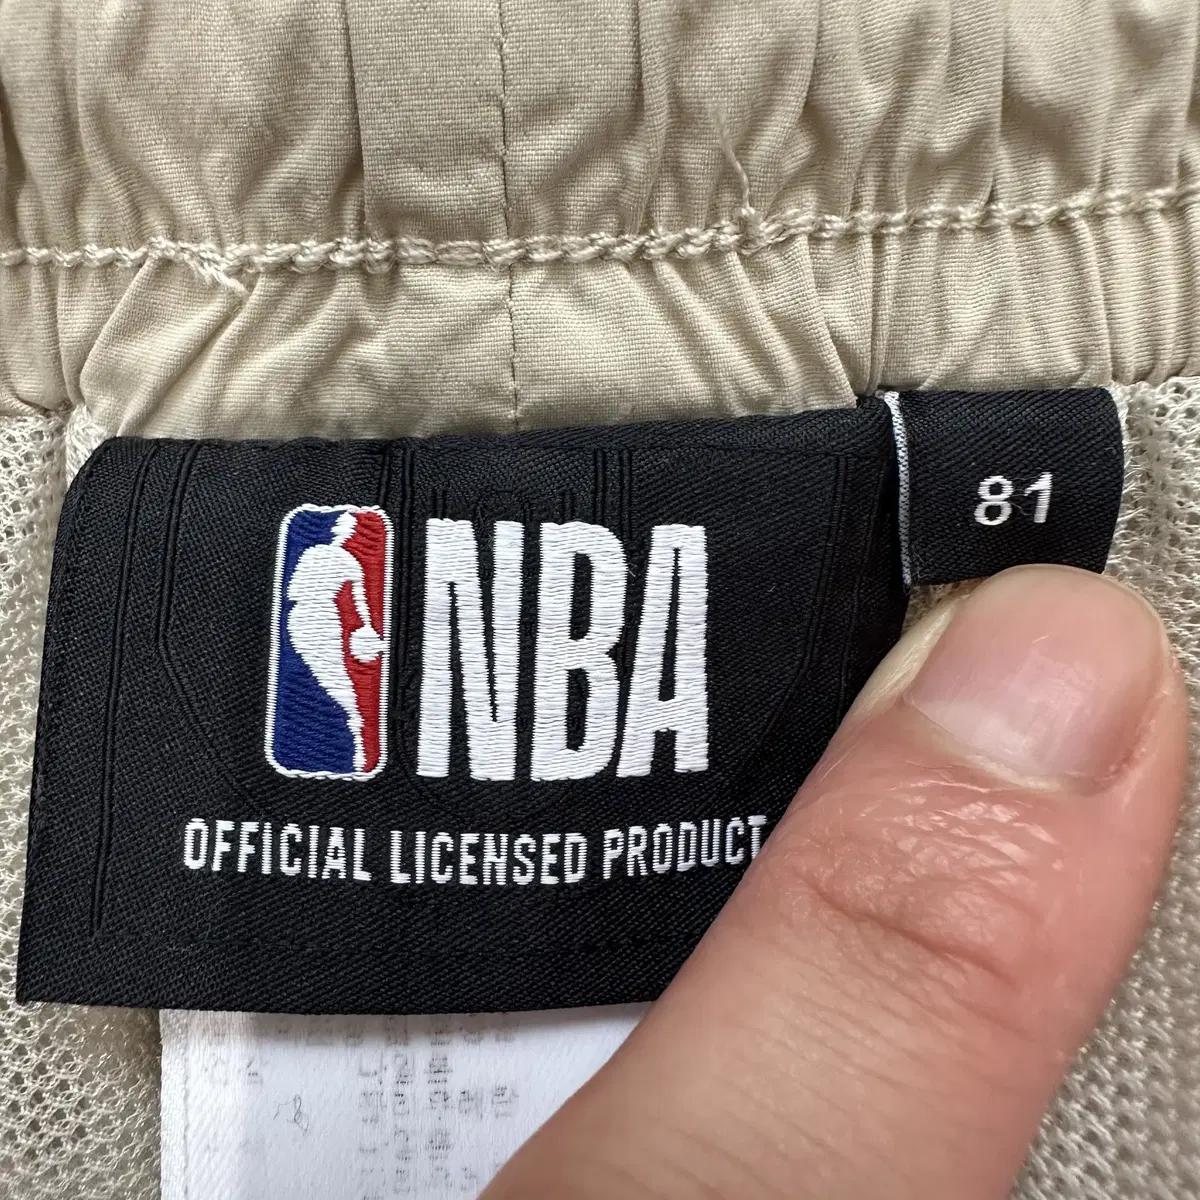 NBA
81
OFFICIAL LICENSED PRODUCT